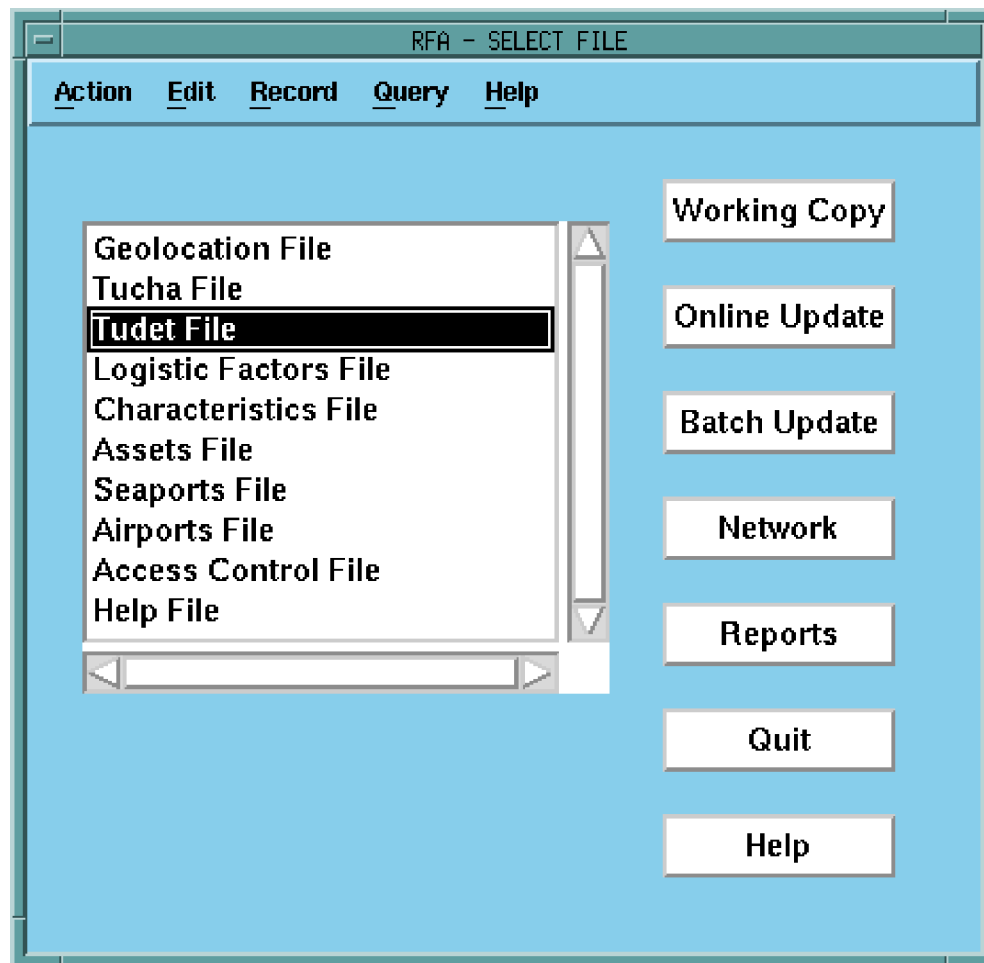 RFA - SELECT FILE
Action Edit Record Query Help
Geolocation File
Tucha File
Tudet File
Logistic Factors File
Characteristics File
Assets File
Seaports File
Airports File
Access Control File
Help File
Working Copy
Online Update
Batch Update
Network
Reports
Quit
Help